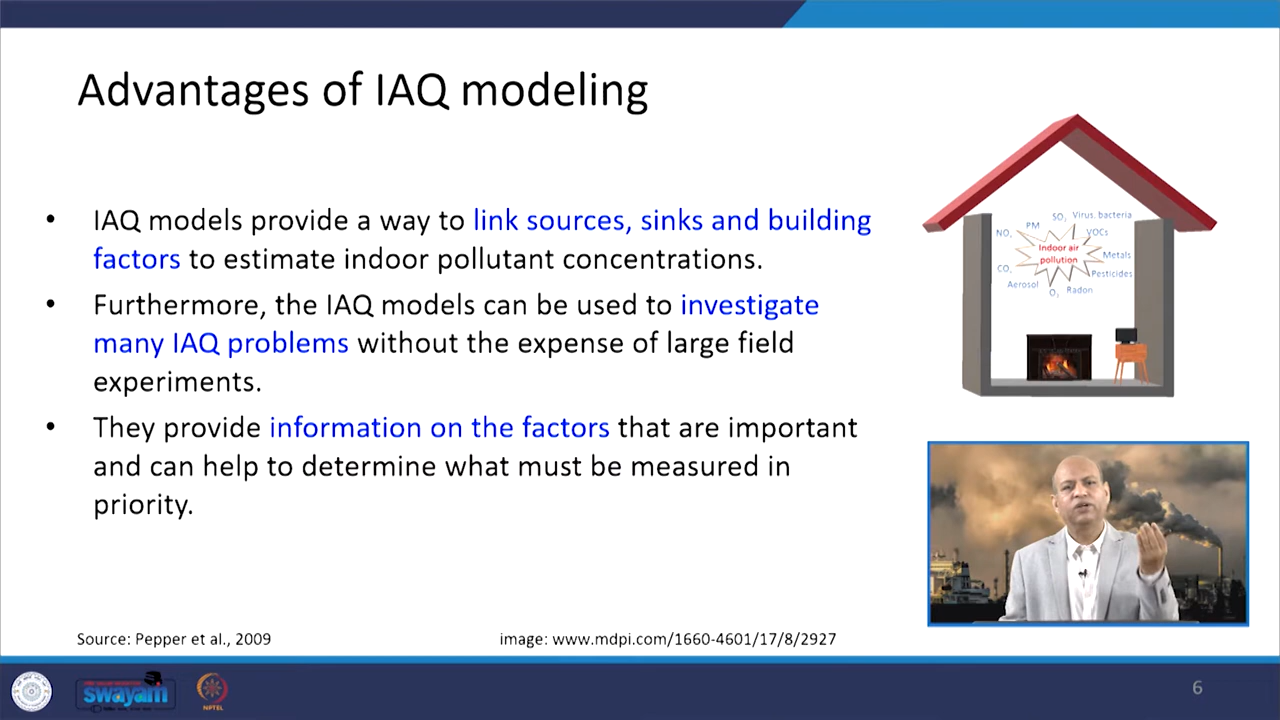 Advantages of IAQ modeling
• IAQ models provide a way to link sources, sinks and building
factors to estimate indoor pollutant concentrations.
• Furthermore, the IAQ models can be used to investigate
many IAQ problems without the expense of large field
experiments.
• They provide information on the factors that are important
and can help to determine what must be measured in
priority.
SO₂ Virus. bacteria
PM
NOₓ
VOCs
Indoor air
pollution
Metals
COₓ
Pesticides
Aerosol
O₃
Radon
Source: Pepper et al., 2009
image: www.mdpi.com/1660-4601/17/8/2927
swayam
NPTEL
6